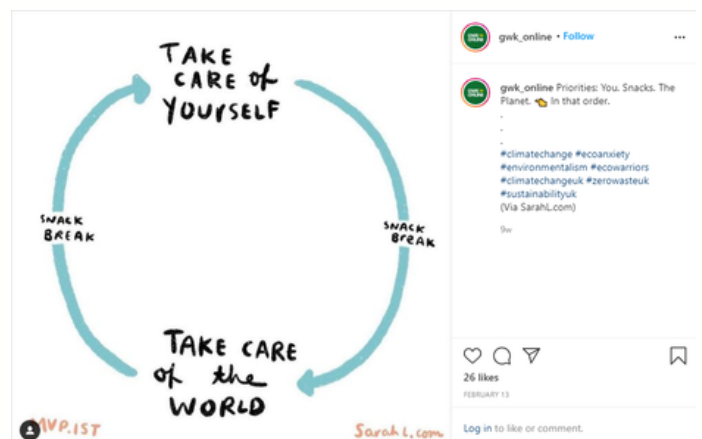 TAKE
CARE of
YOURSELF
SNACK
BREAK
SNACK
BREAK
TAKE CARE
of the
WORLD
MVP.IST
SarahL.com
gwk_online • Follow
gwk_online Priorities: You. Snacks. The
Planet. 👈 In that order.
.
.
.
#climatechange #ecoanxiety
#environmentalism #ecowarriors
#climatechangeuk #zerowasteuk
#sustainabilityuk
(Via SarahL.com)
9w
26 likes
FEBRUARY 13
Log in to like or comment.